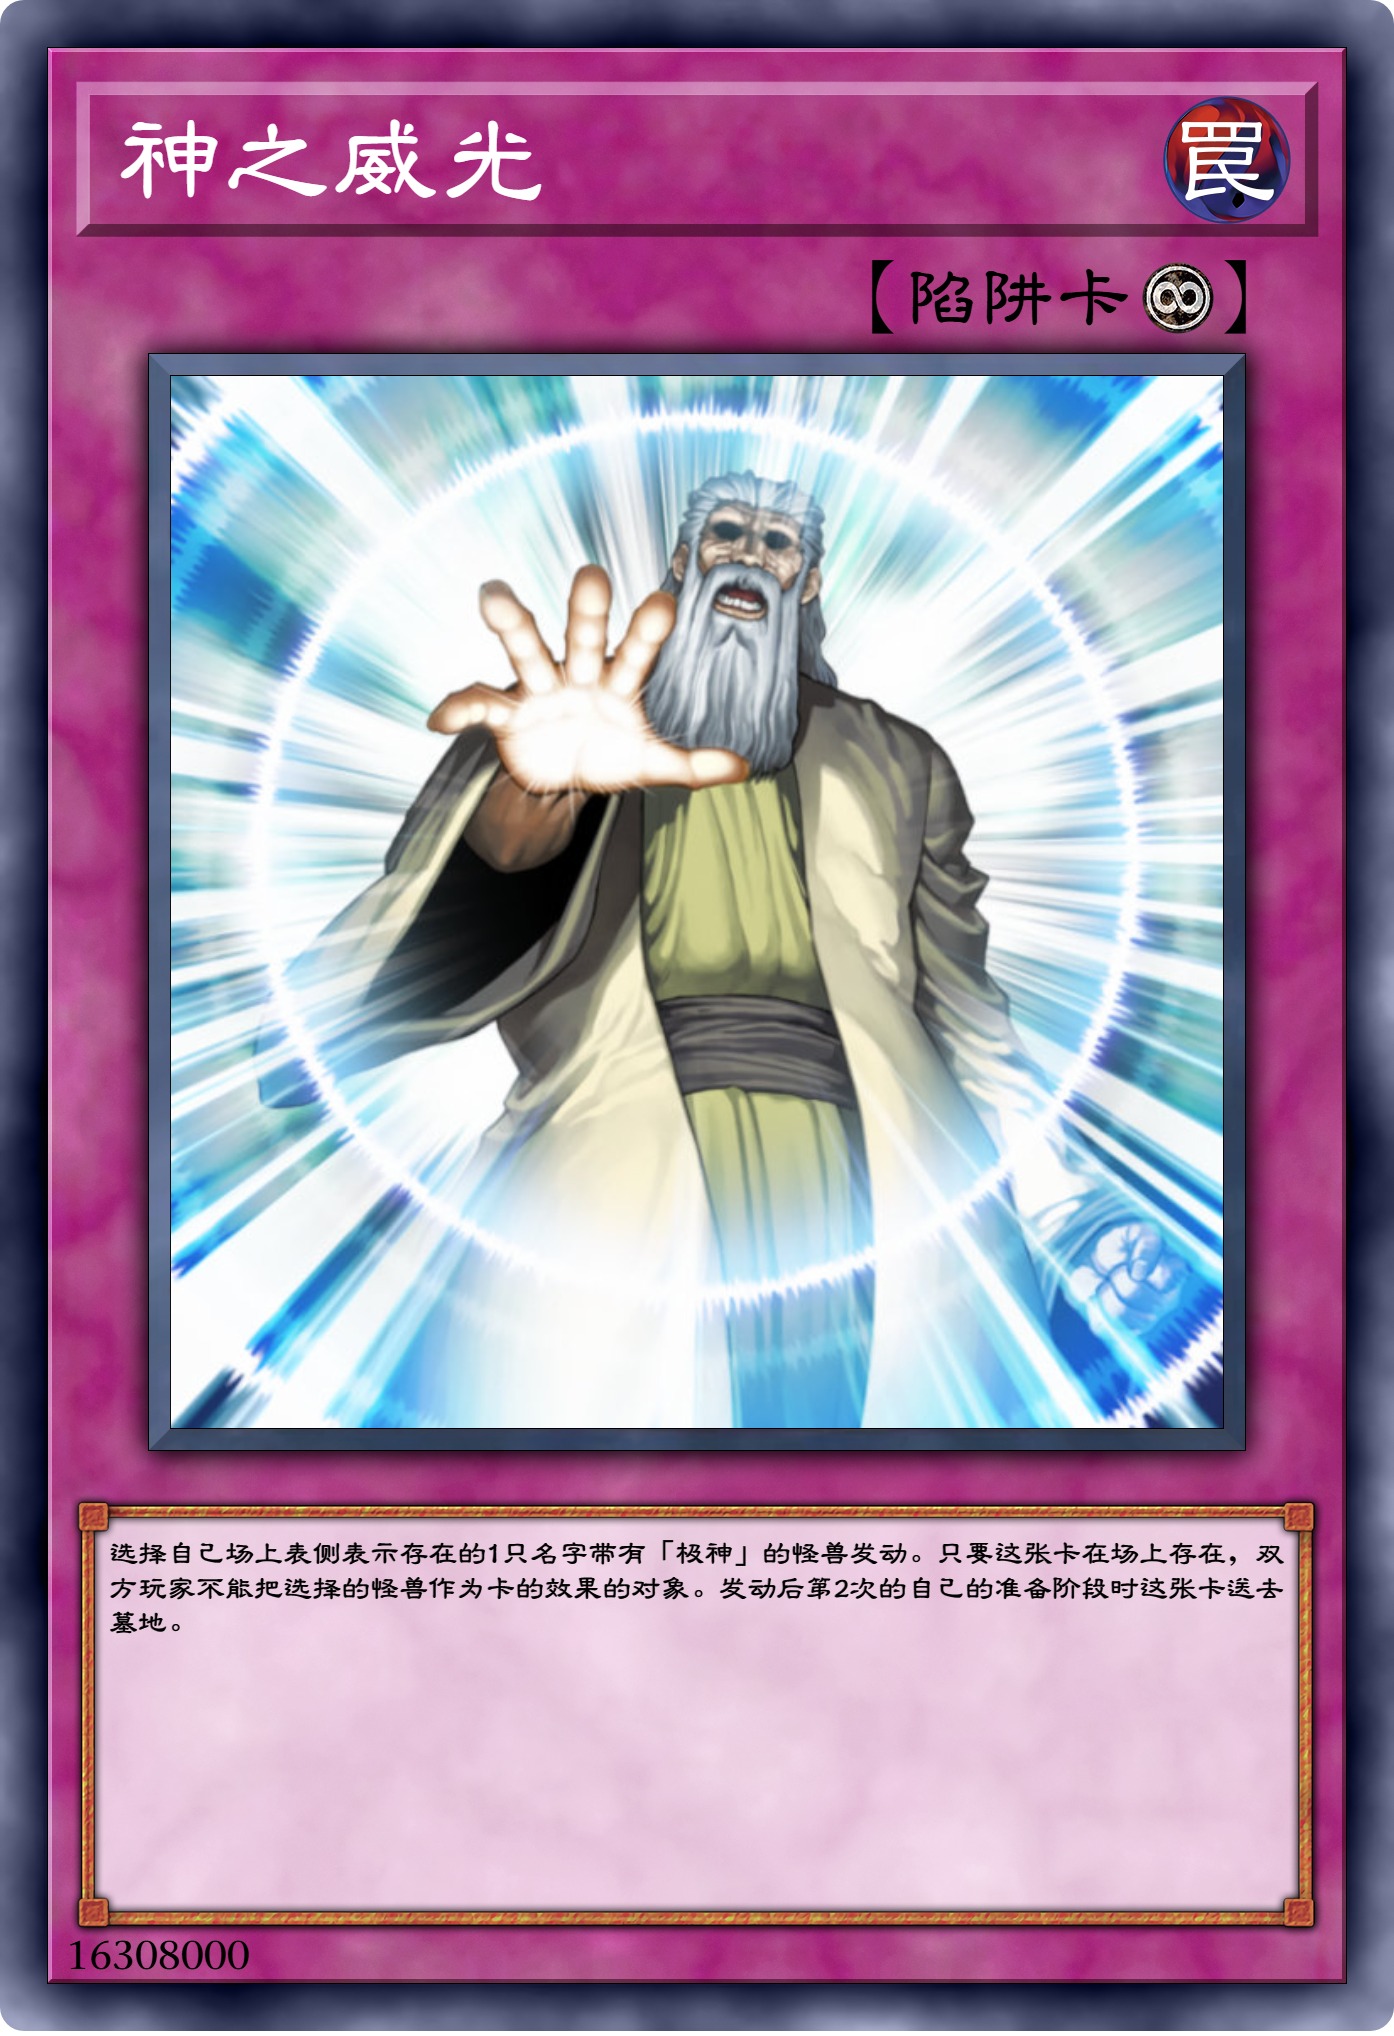 神之威光
罠
【陷阱卡】
选择自己场上表侧表示存在的1只名字带有「极神」的怪兽发动。只要这张卡在场上存在，双
方玩家不能把选择的怪兽作为卡的效果的对象。发动后第2次的自己的准备阶段时这张卡送去
墓地。
16308000